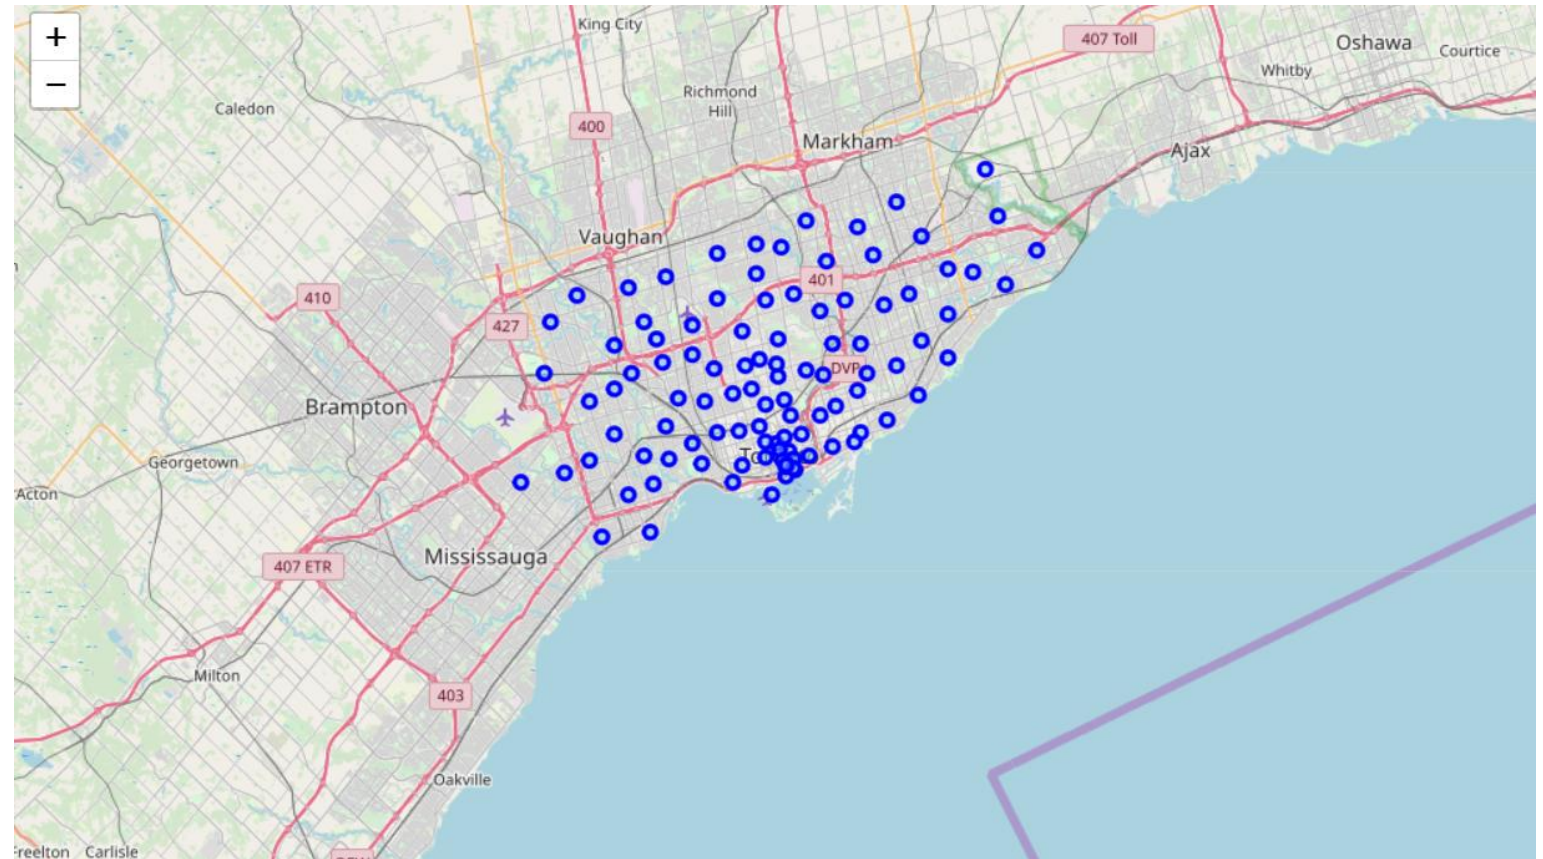 +
−
King City
407 Toll
Oshawa
Courtice
Whitby
Richmond
Hill
Caledon
400
Markham
Ajax
Vaughan
401
410
427
DVP
Brampton
Georgetown
Acton
Mississauga
407 ETR
Milton
403
Oakville
Freelton
Carlisle